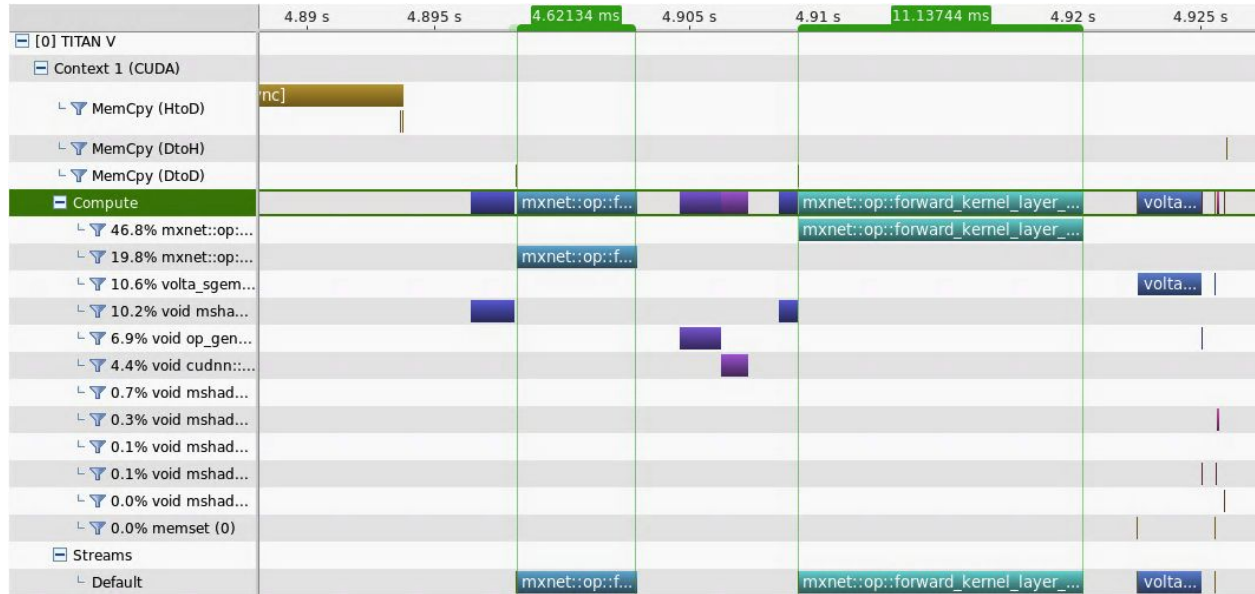 4.89 s 4.895 s 4.62134 ms 4.905 s 4.91 s 11.13744 ms 4.92 s 4.925 s
[0] TITAN V
Context 1 (CUDA)
nc]
MemCpy (HtoD)
MemCpy (DtoH)
MemCpy (DtoD)
Compute mxnet::op::f... mxnet::op::forward_kernel_layer_... volta...
46.8% mxnet::op:... mxnet::op::forward_kernel_layer_...
19.8% mxnet::op:... mxnet::op::f...
10.6% volta_sgem... volta...
10.2% void msha...
6.9% void op_gen...
4.4% void cudnn::...
0.7% void mshad...
0.3% void mshad...
0.1% void mshad...
0.1% void mshad...
0.0% void mshad...
0.0% memset (0)
Streams
Default mxnet::op::f... mxnet::op::forward_kernel_layer_... volta...